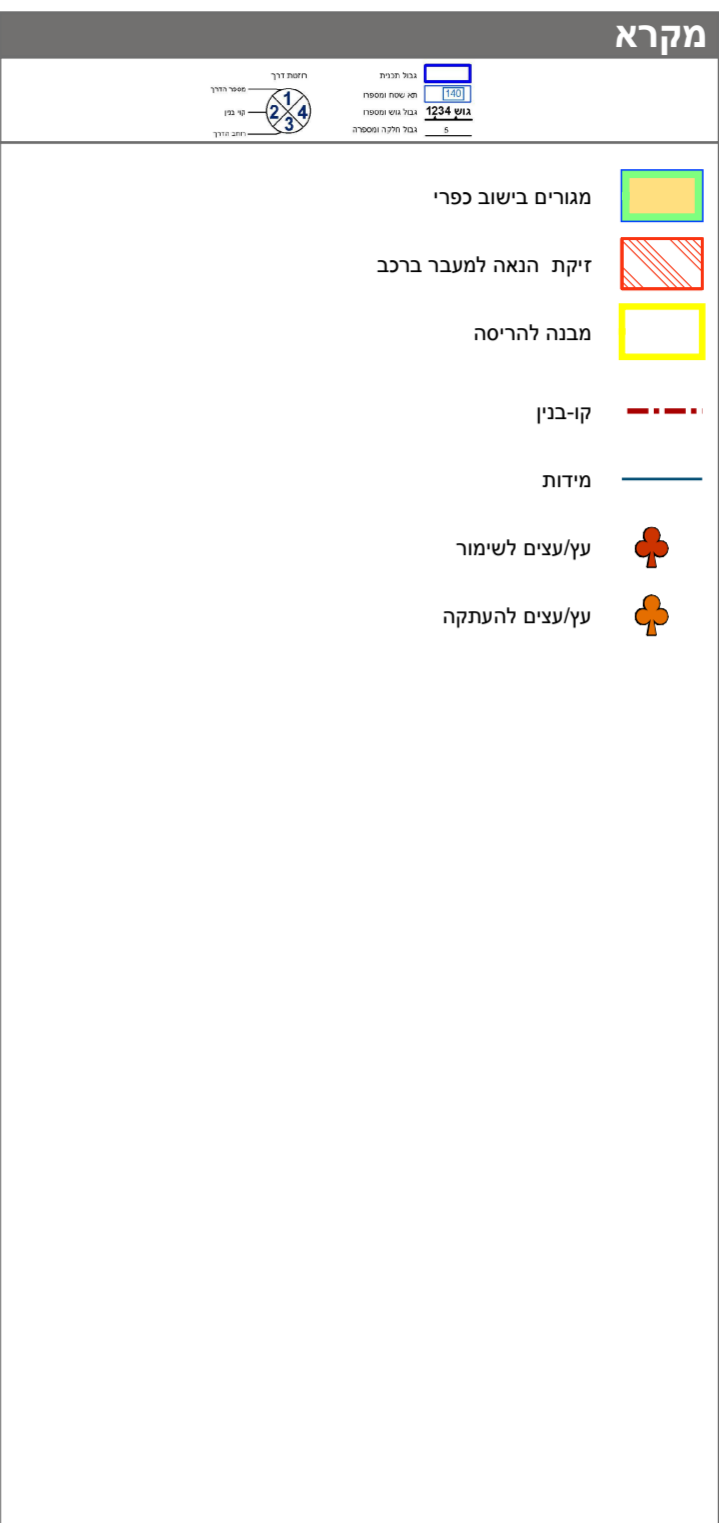 מקרא
גבול תכנית
140 תא שטח ומספרו
גוש 1234 גבול גוש ומספרו
5 גבול חלקה ומספרה
רוזטת דרך
מספר הדרך
קוי בנין
רוחב הדרך
1
2 4
3
מגורים בישוב כפרי
זיקת הנאה למעבר ברכב
מבנה להריסה
קו-בנין
מידות
עץ/עצים לשימור
עץ/עצים להעתקה